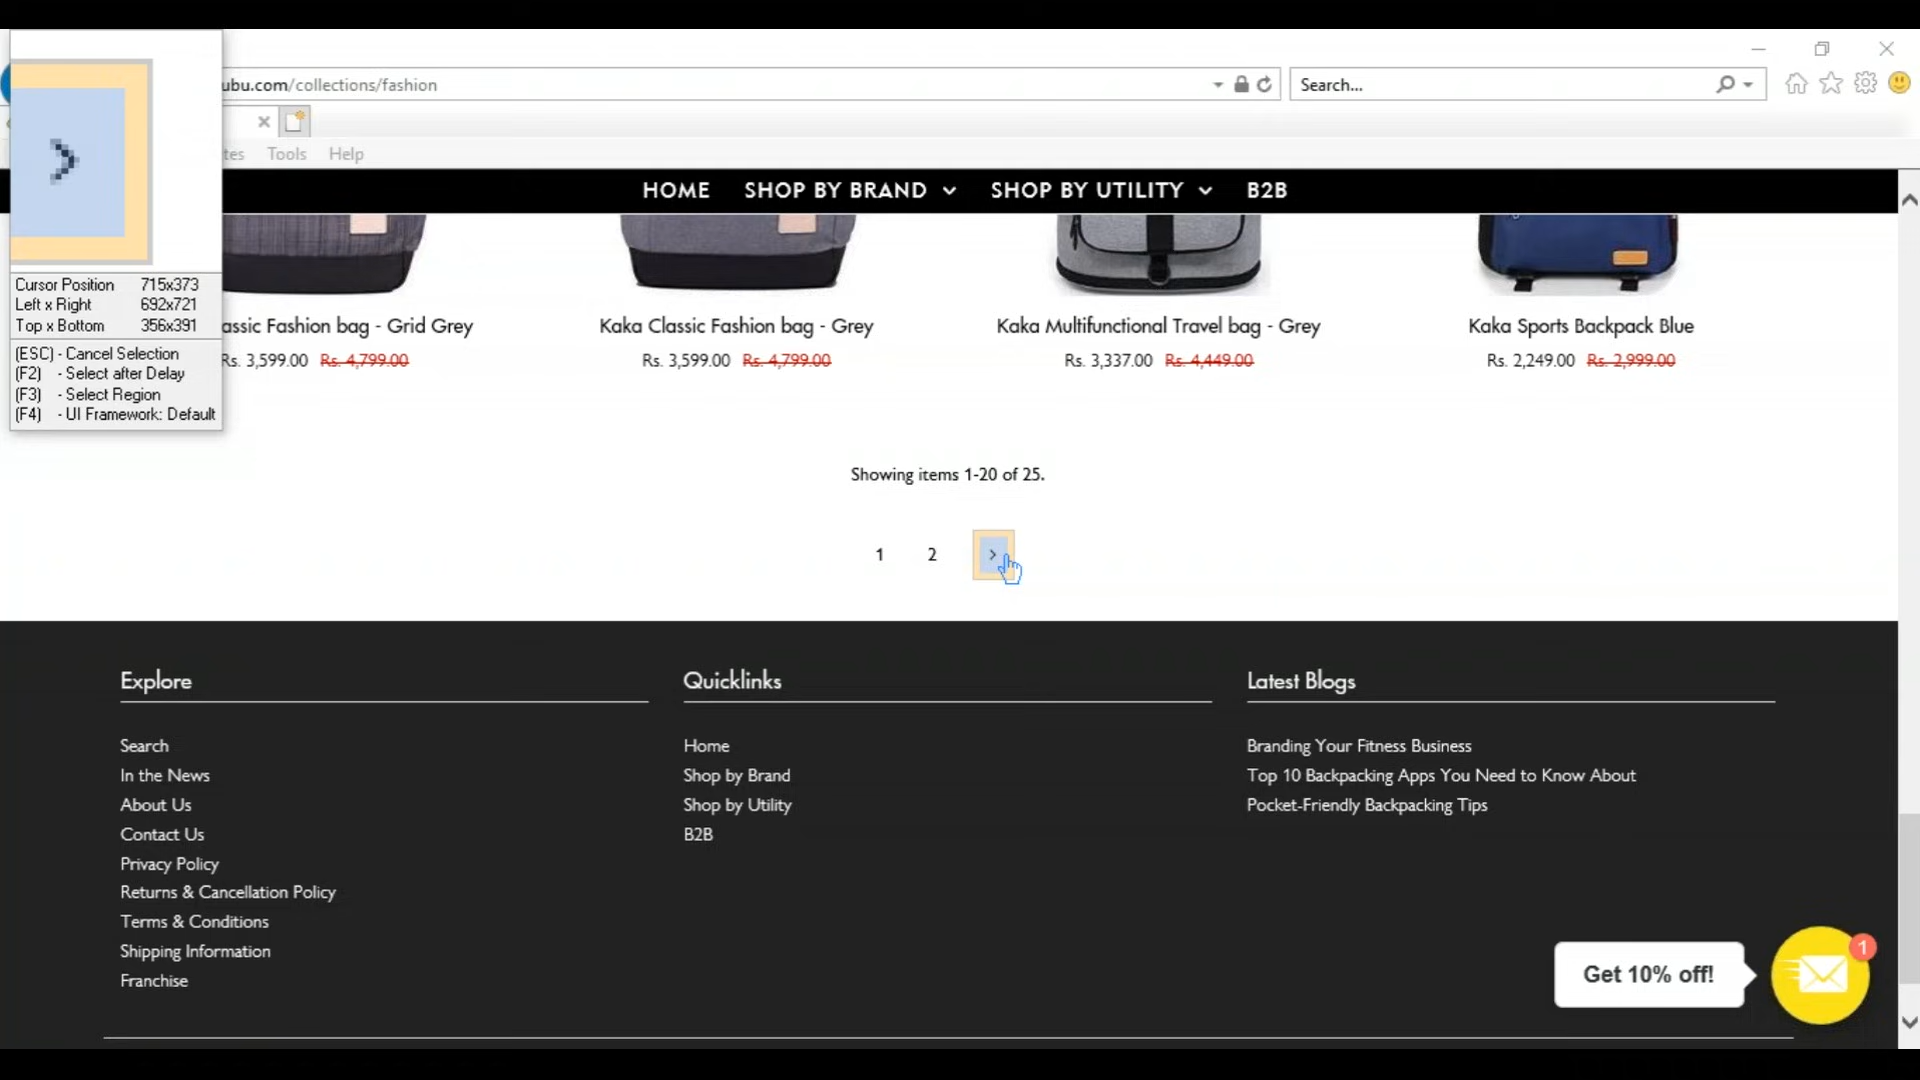 ubu.com/collections/fashion
Search...
tes Tools Help
HOME SHOP BY BRAND SHOP BY UTILITY B2B
Cursor Position 715x373
Left x Right 692x721
Top x Bottom 356x391
(ESC) - Cancel Selection
(F2) - Select after Delay
(F3) - Select Region
(F4) - UI Framework: Default
assic Fashion bag - Grid Grey
Rs. 3,599.00 Rs. 4,799.00
Kaka Classic Fashion bag - Grey
Rs. 3,599.00 Rs. 4,799.00
Kaka Multifunctional Travel bag - Grey
Rs. 3,337.00 Rs. 4,449.00
Kaka Sports Backpack Blue
Rs. 2,249.00 Rs. 2,999.00
Showing items 1-20 of 25.
1 2 >
Explore
Search
In the News
About Us
Contact Us
Privacy Policy
Returns & Cancellation Policy
Terms & Conditions
Shipping Information
Franchise
Quicklinks
Home
Shop by Brand
Shop by Utility
B2B
Latest Blogs
Branding Your Fitness Business
Top 10 Backpacking Apps You Need to Know About
Pocket-Friendly Backpacking Tips
Get 10% off!
1